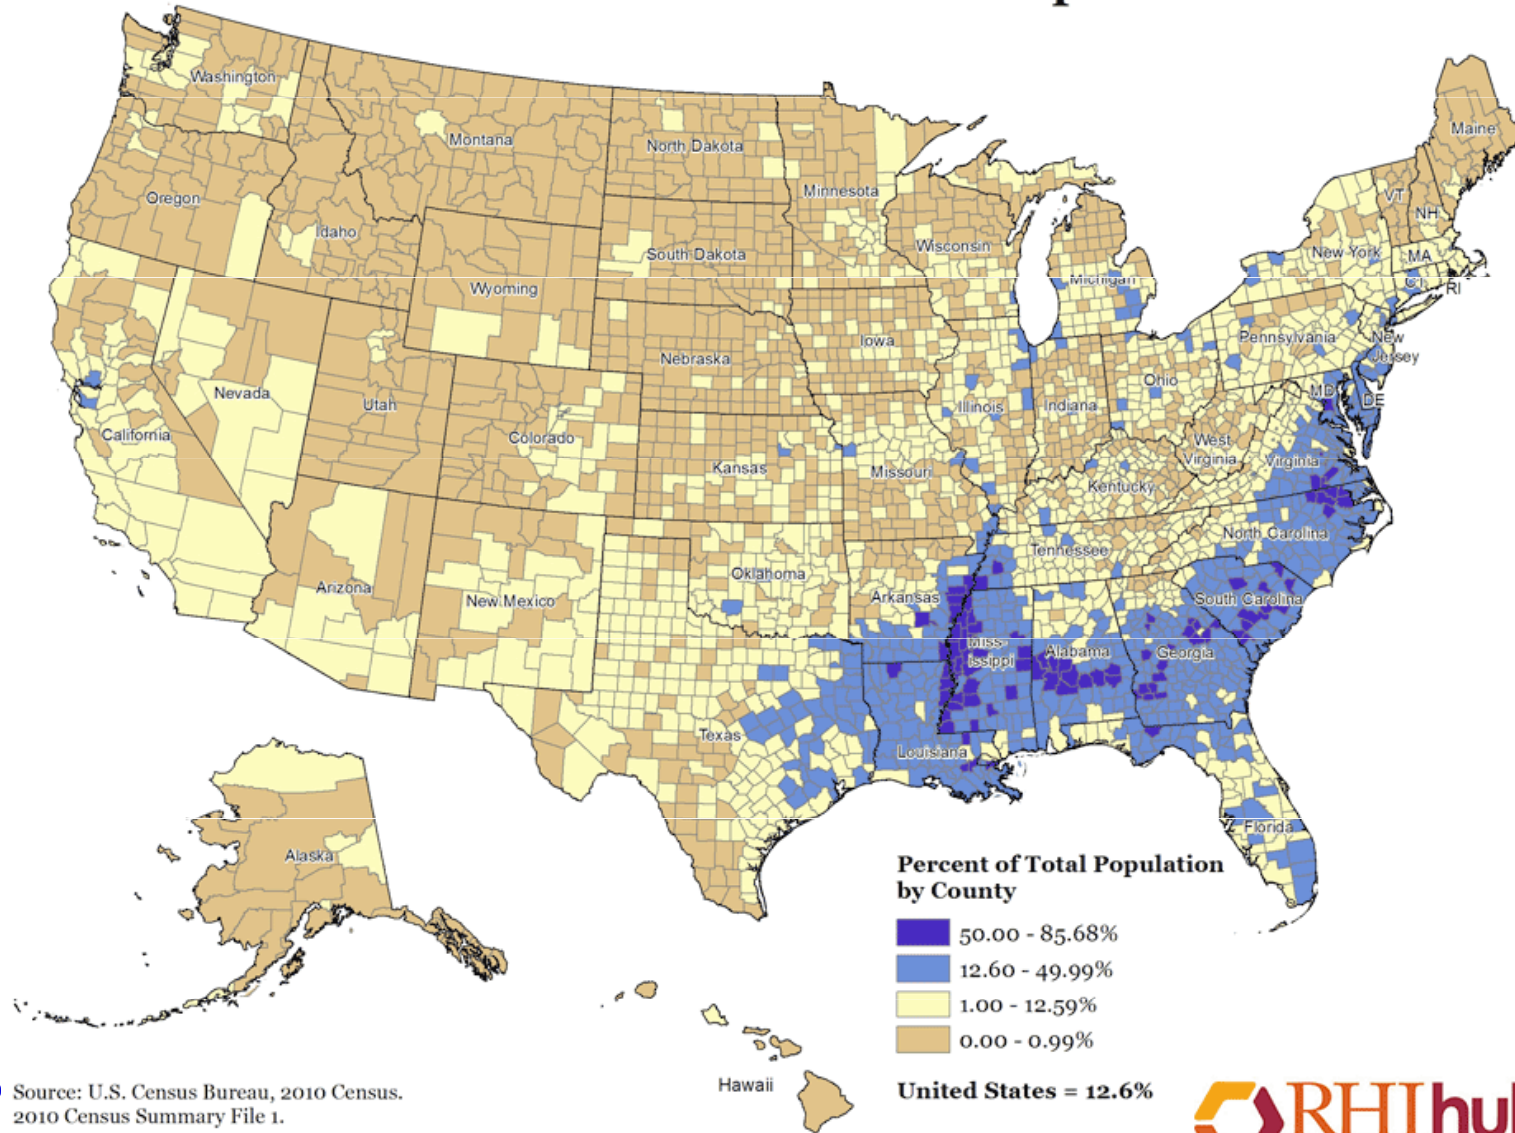 Washington
Montana
North Dakota
Minnesota
Maine
Oregon
Idaho
VT
NH
South Dakota
Wisconsin
New York
MA
Wyoming
Michigan
CT
RI
Iowa
Pennsylvania
New
Jersey
Nebraska
Ohio
Nevada
Utah
Illinois
Indiana
MD
DE
California
Colorado
West
Virginia
Virginia
Kansas
Missouri
Kentucky
North Carolina
Tennessee
Oklahoma
Arizona
New Mexico
Arkansas
South Carolina
Miss-
issippi
Alabama
Georgia
Texas
Louisiana
Florida
Alaska
Hawaii
Percent of Total Population
by County
50.00 - 85.68%
12.60 - 49.99%
1.00 - 12.59%
0.00 - 0.99%
United States = 12.6%
Source: U.S. Census Bureau, 2010 Census.
2010 Census Summary File 1.
RHIhu